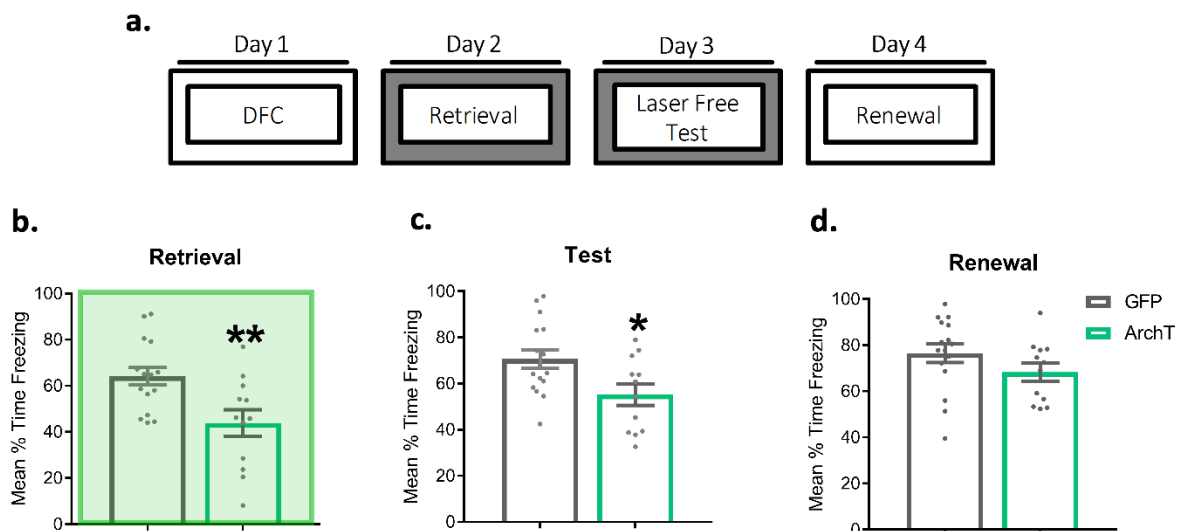 a.
Day 1
Day 2
Day 3
Day 4
DFC
Retrieval
Laser Free
Test
Renewal
b.
Retrieval
Mean % Time Freezing
100
80
60
40
20
0
**
c.
Test
Mean % Time Freezing
100
80
60
40
20
0
*
d.
Renewal
Mean % Time Freezing
100
80
60
40
20
0
GFP
ArchT